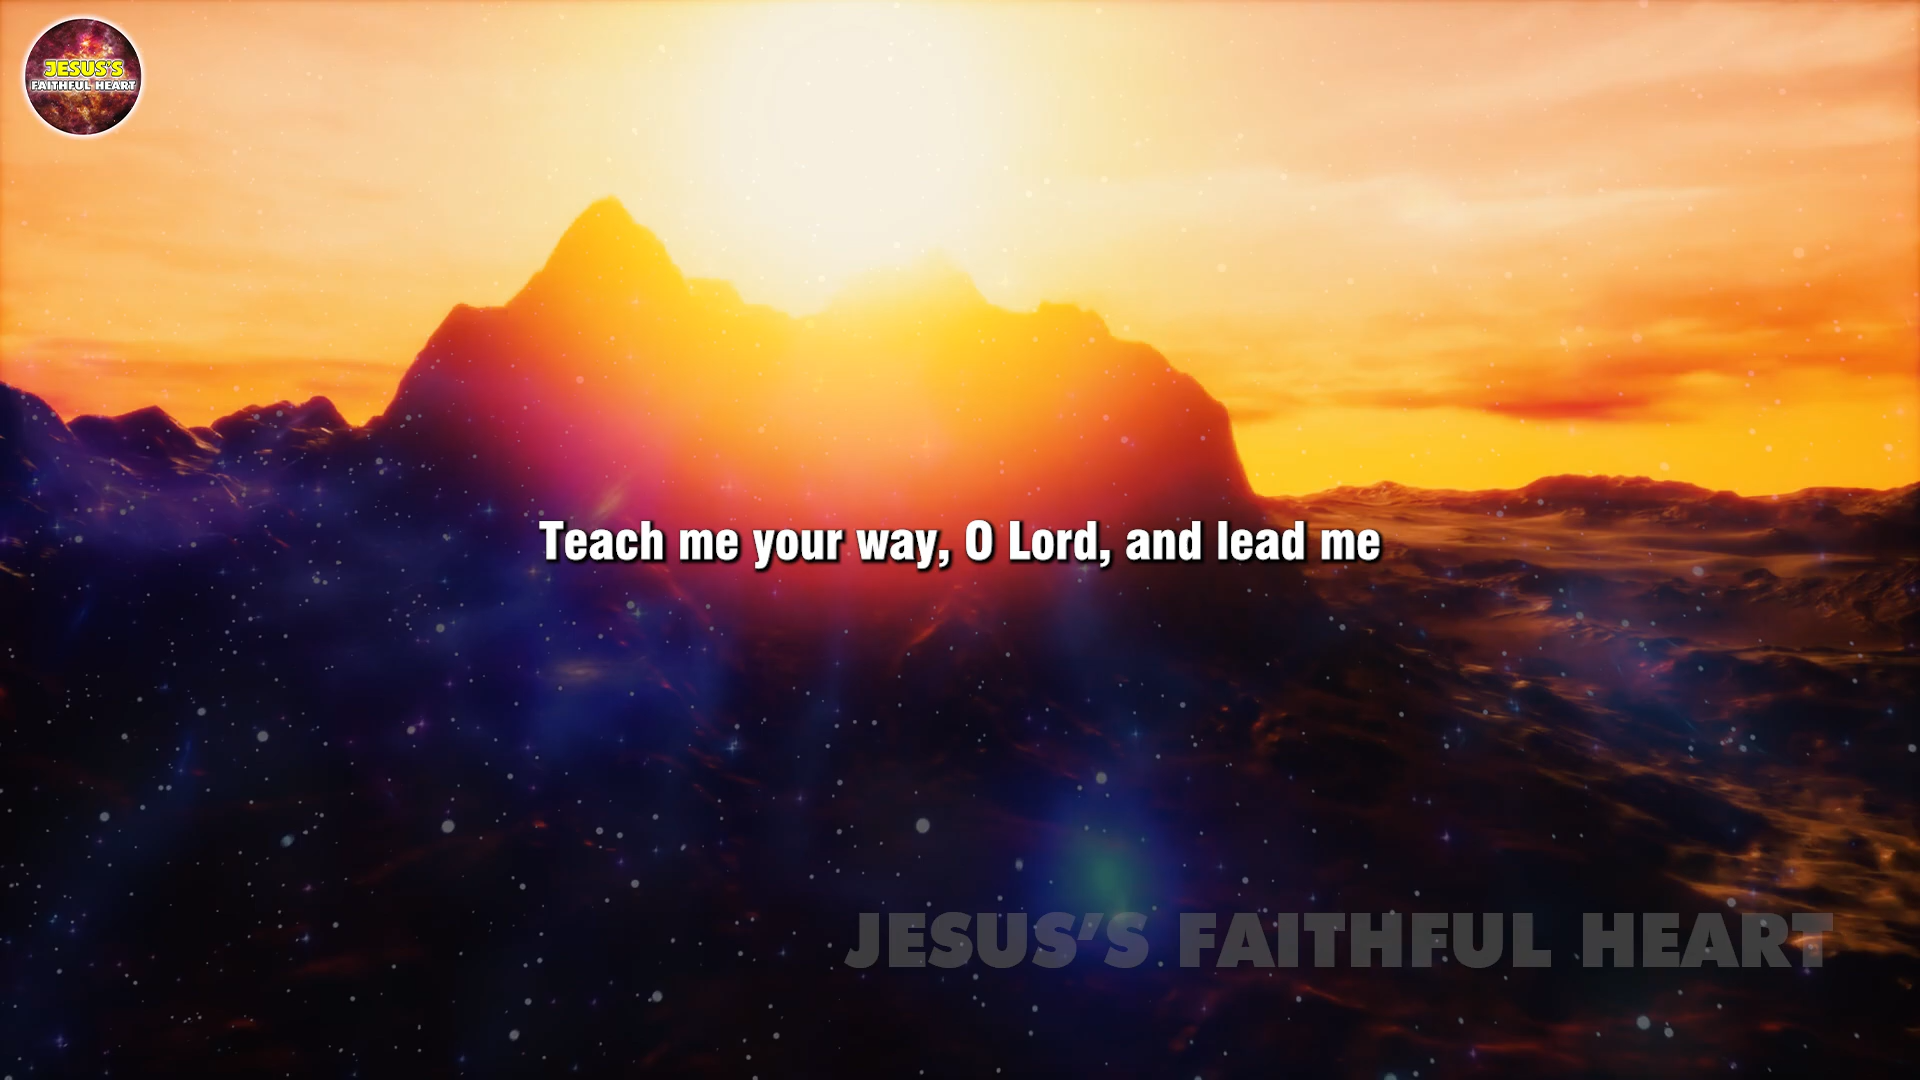 JESUS'S
FAITHFUL HEART
Teach me your way, O Lord, and lead me
JESUS'S FAITHFUL HEART